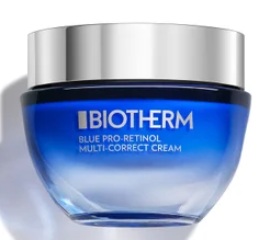 BIOTHERM
BLUE PRO-RETINOL
MULTI-CORRECT CREAM